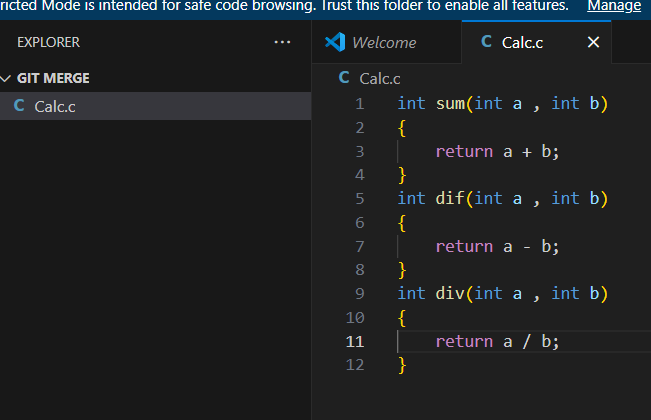 ricted Mode is intended for safe code browsing. Trust this folder to enable all features. Manage
EXPLORER ...
GIT MERGE
C Calc.c
Welcome
C Calc.c ×
C Calc.c
1 int sum(int a , int b)
2 {
3 return a + b;
4 }
5 int dif(int a , int b)
6 {
7 return a - b;
8 }
9 int div(int a , int b)
10 {
11 return a / b;
12 }